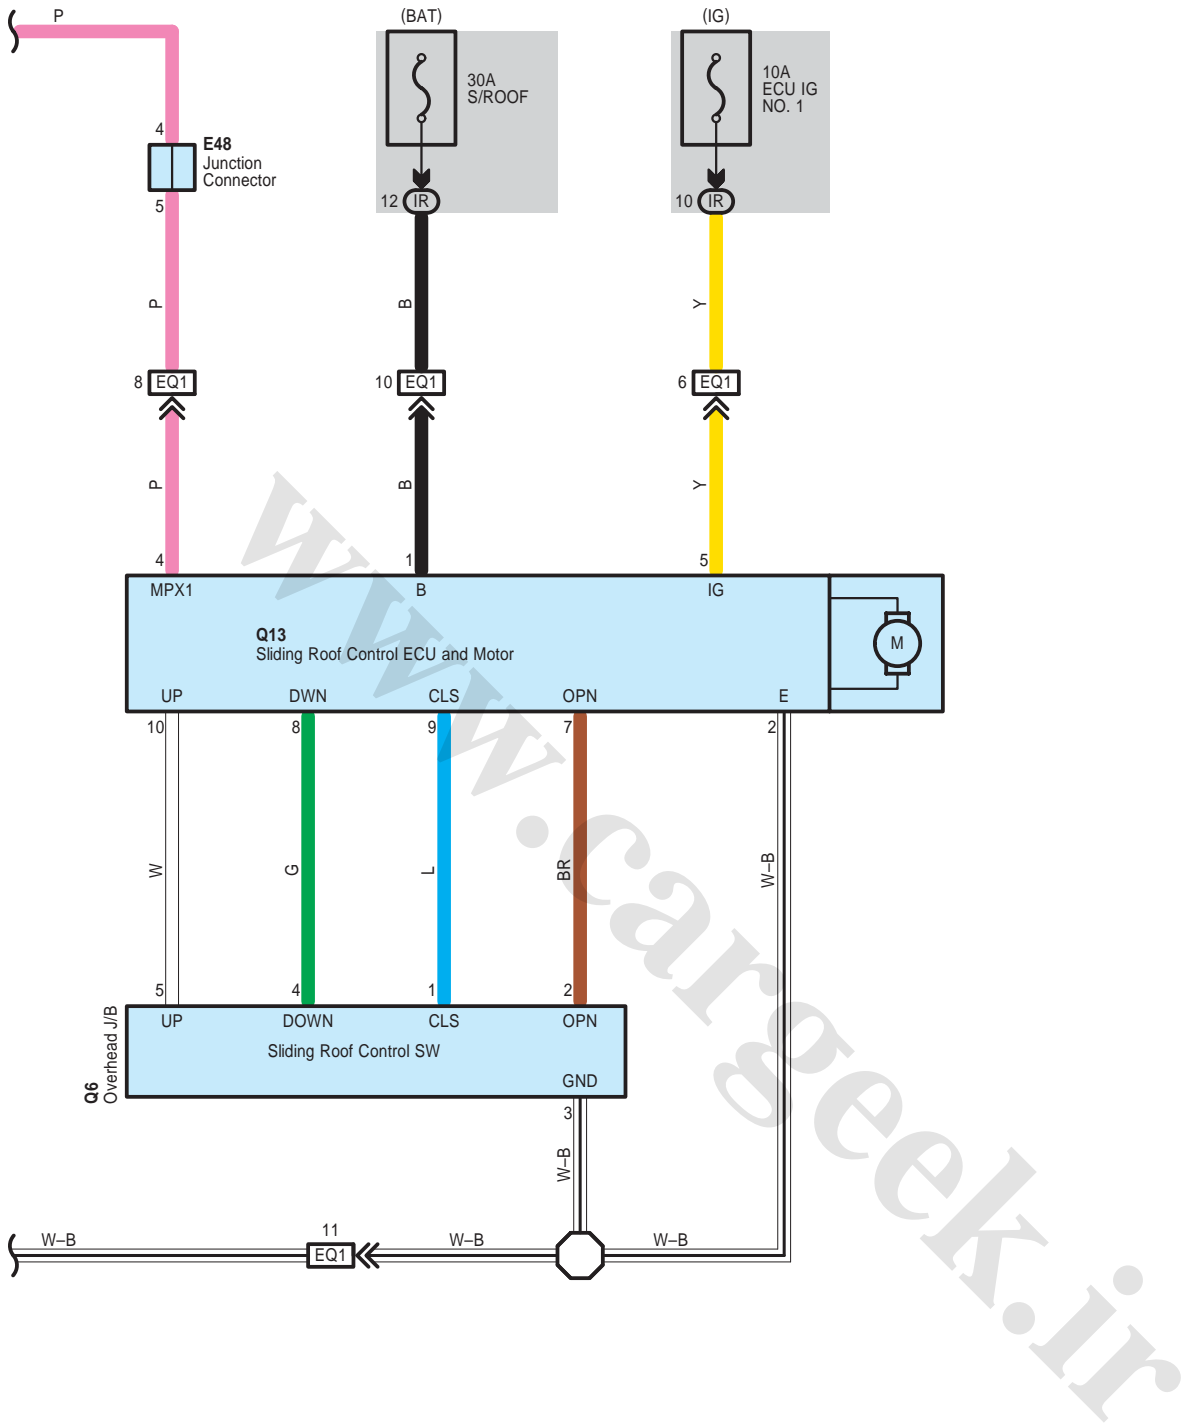 P
(BAT)
(IG)
30A
S/ROOF
10A
ECU IG
NO. 1
4
E48
Junction
Connector
5
12
IR
10
IR
P
B
Y
8
EQ1
10
EQ1
6
EQ1
P
B
Y
4
1
5
MPX1
B
IG
Q13
Sliding Roof Control ECU and Motor
M
UP
DWN
CLS
OPN
E
10
8
9
7
2
W
G
L
BR
W–B
5
4
1
2
UP
DOWN
CLS
OPN
Sliding Roof Control SW
GND
Q6
Overhead J/B
3
W–B
W–B
11
EQ1
W–B
W–B
www.cargeek.ir